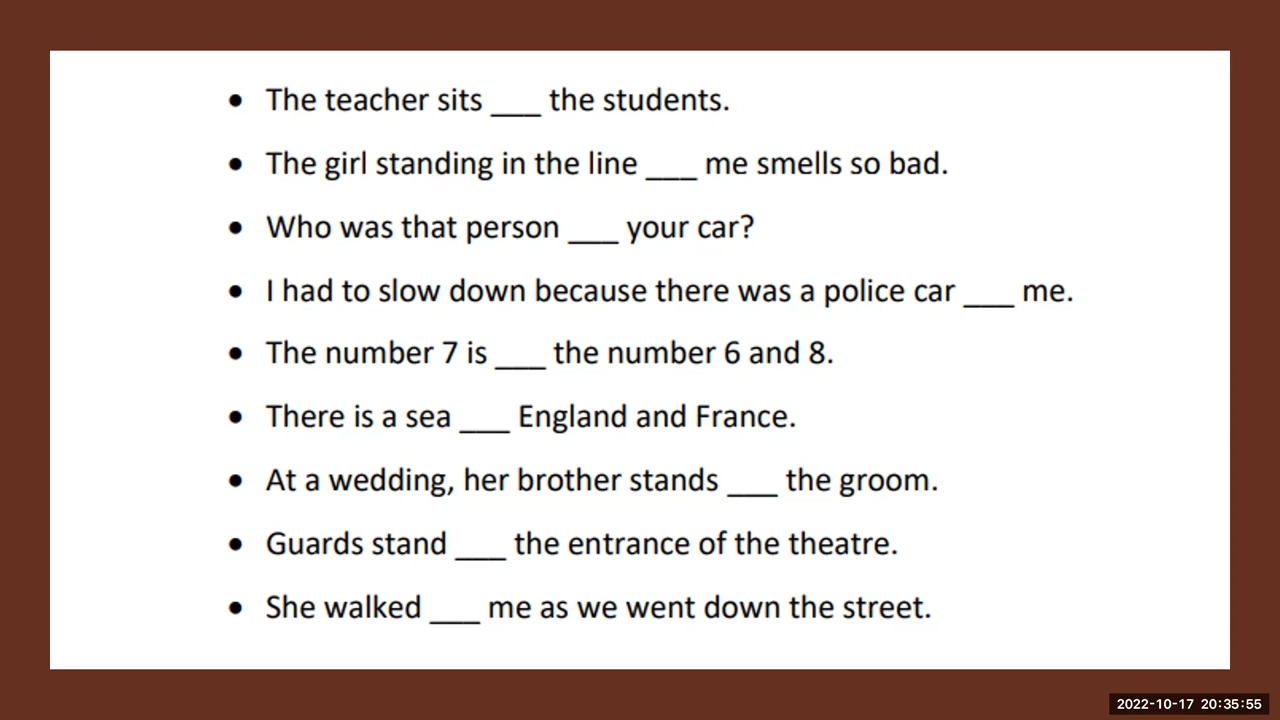 • The teacher sits ___ the students.
• The girl standing in the line ___ me smells so bad.
• Who was that person ___ your car?
• I had to slow down because there was a police car ___ me.
• The number 7 is ___ the number 6 and 8.
• There is a sea ___ England and France.
• At a wedding, her brother stands ___ the groom.
• Guards stand ___ the entrance of the theatre.
• She walked ___ me as we went down the street.
2022-10-17 20:35:55